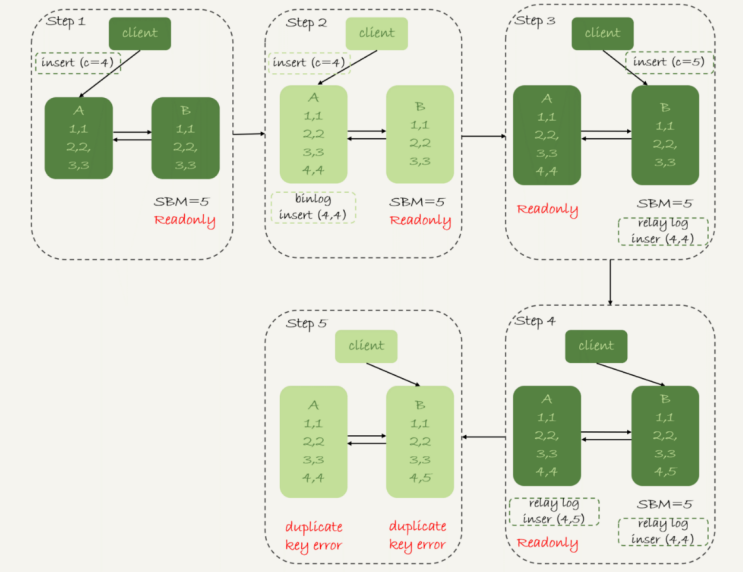 Step 1
client
insert (c=4)
A
1,1
2,2,
3,3
B
1,1
2,2,
3,3
SBM=5
Readonly
Step 2
client
insert (c=4)
A
1,1
2,2
3,3
4,4
B
1,1
2,2
3,3
binlog
insert (4,4)
SBM=5
Readonly
Step 3
client
insert (c=5)
A
1,1
2,2,
3,3
4,4
B
1,1
2,2,
3,3
Readonly
SBM=5
relay log
inser (4,4)
Step 4
client
A
1,1
2,2,
3,3
4,4
B
1,1
2,2,
3,3
4,5
relay log
inser (4,5)
Readonly
SBM=5
relay log
inser (4,4)
Step 5
client
A
1,1
2,2
3,3
4,4
B
1,1
2,2
3,3
4,5
duplicate
key error
duplicate
key error